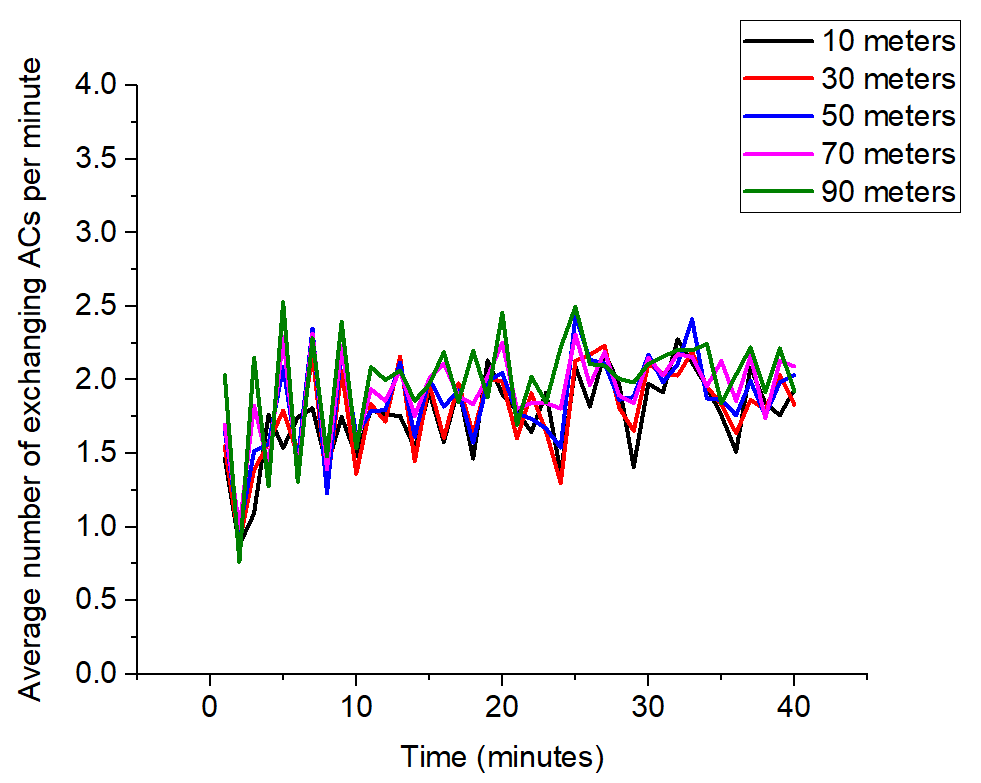 10 meters
30 meters
50 meters
70 meters
90 meters
Average number of exchanging ACs per minute
4.0
3.5
3.0
2.5
2.0
1.5
1.0
0.5
0.0
0 10 20 30 40
Time (minutes)